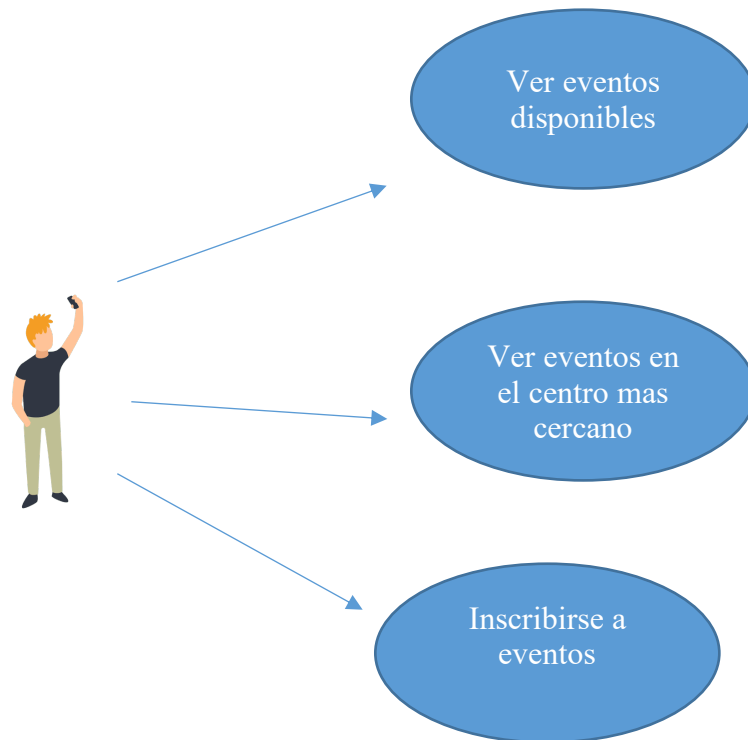 Ver eventos
disponibles
Ver eventos en
el centro mas
cercano
Inscribirse a
eventos